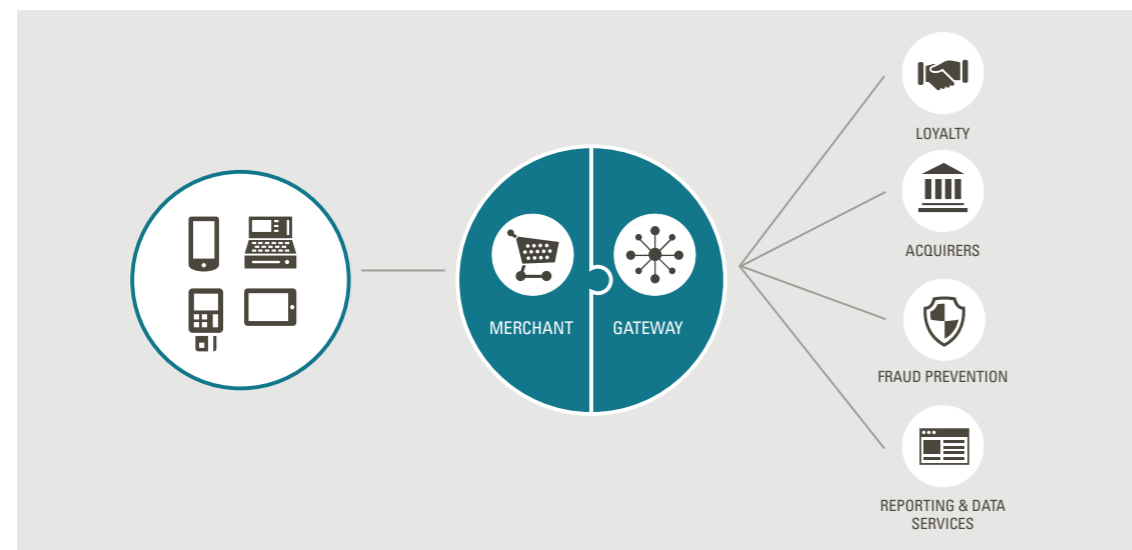 MERCHANT
GATEWAY
LOYALTY
ACQUIRERS
FRAUD PREVENTION
REPORTING & DATA
SERVICES